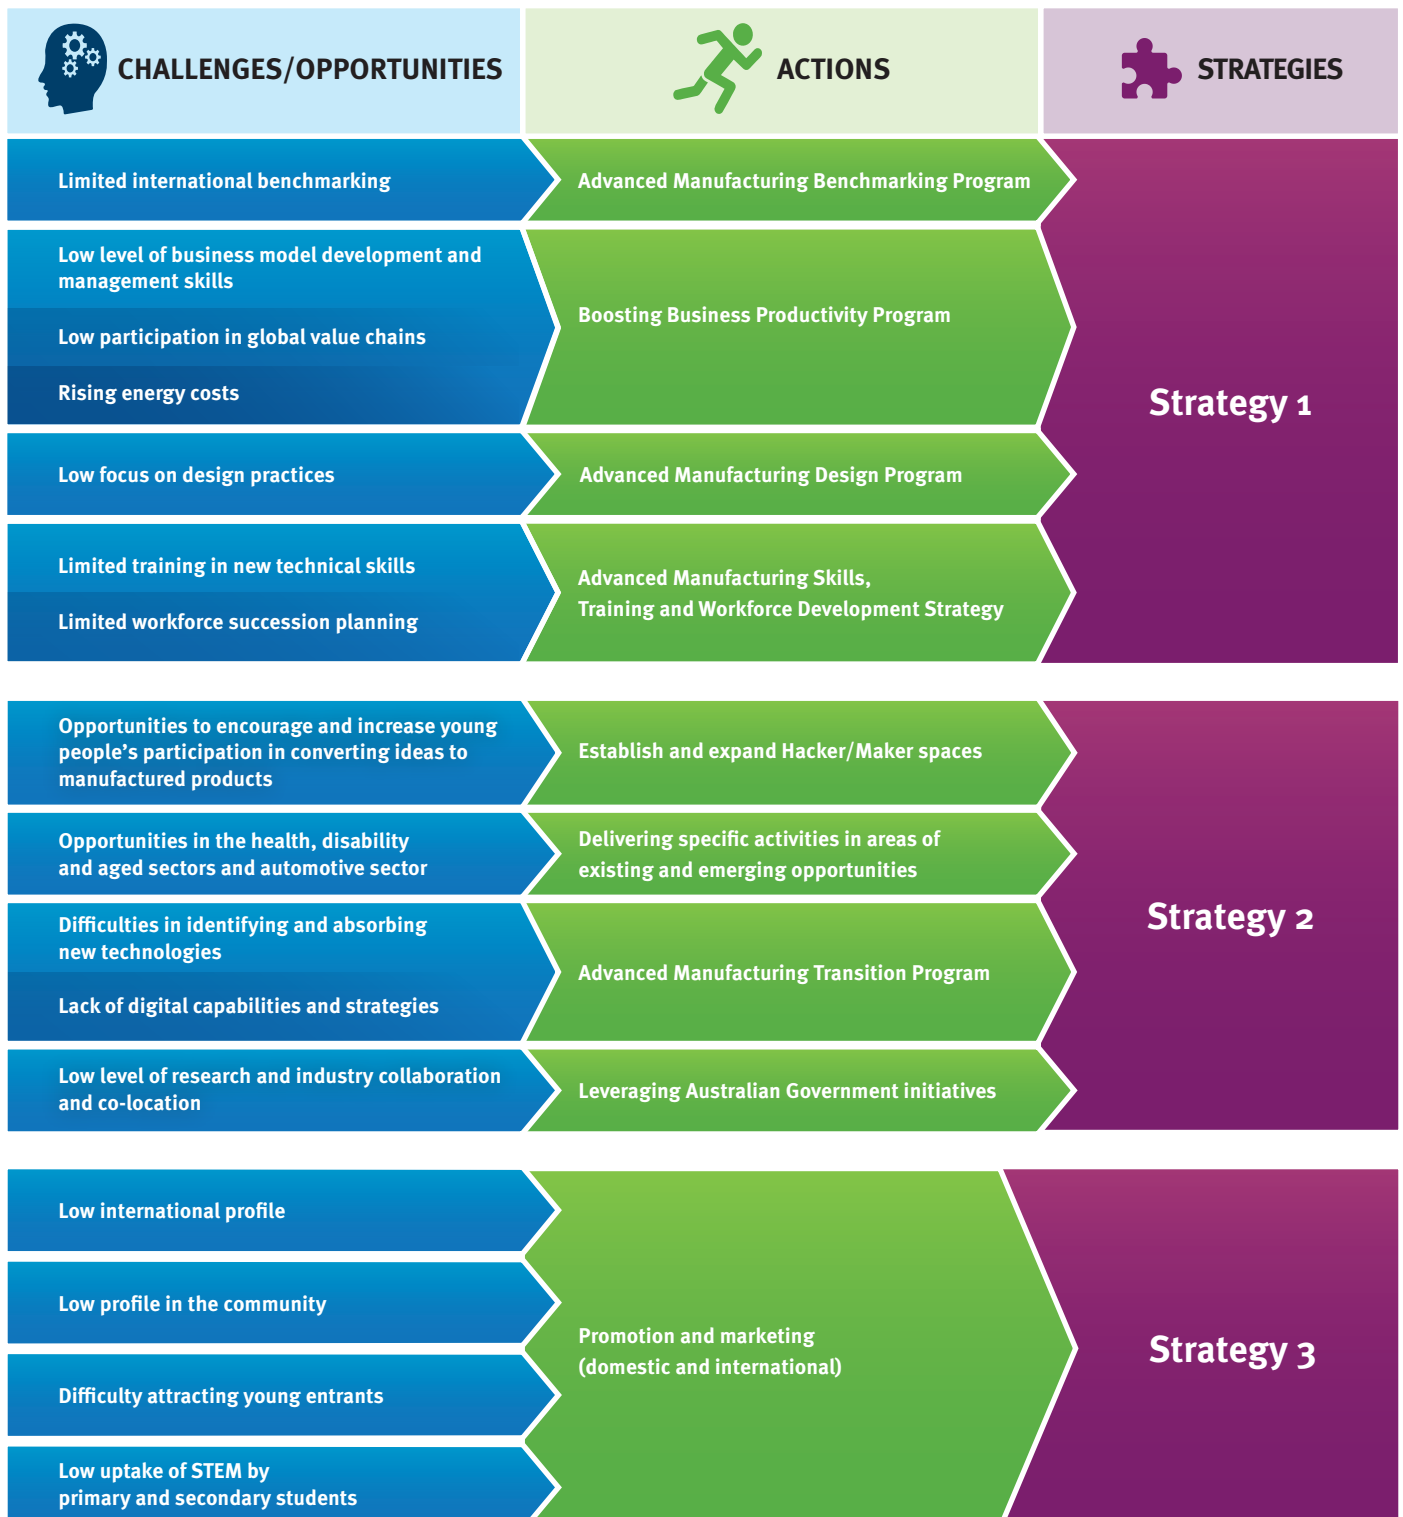 CHALLENGES/OPPORTUNITIES
ACTIONS
STRATEGIES
Limited international benchmarking
Advanced Manufacturing Benchmarking Program
Low level of business model development and
management skills
Low participation in global value chains
Rising energy costs
Boosting Business Productivity Program
Low focus on design practices
Advanced Manufacturing Design Program
Limited training in new technical skills
Limited workforce succession planning
Advanced Manufacturing Skills,
Training and Workforce Development Strategy
Strategy 1
Opportunities to encourage and increase young
people’s participation in converting ideas to
manufactured products
Establish and expand Hacker/Maker spaces
Opportunities in the health, disability
and aged sectors and automotive sector
Delivering specific activities in areas of
existing and emerging opportunities
Difficulties in identifying and absorbing
new technologies
Lack of digital capabilities and strategies
Advanced Manufacturing Transition Program
Low level of research and industry collaboration
and co-location
Leveraging Australian Government initiatives
Strategy 2
Low international profile
Low profile in the community
Difficulty attracting young entrants
Low uptake of STEM by
primary and secondary students
Promotion and marketing
(domestic and international)
Strategy 3